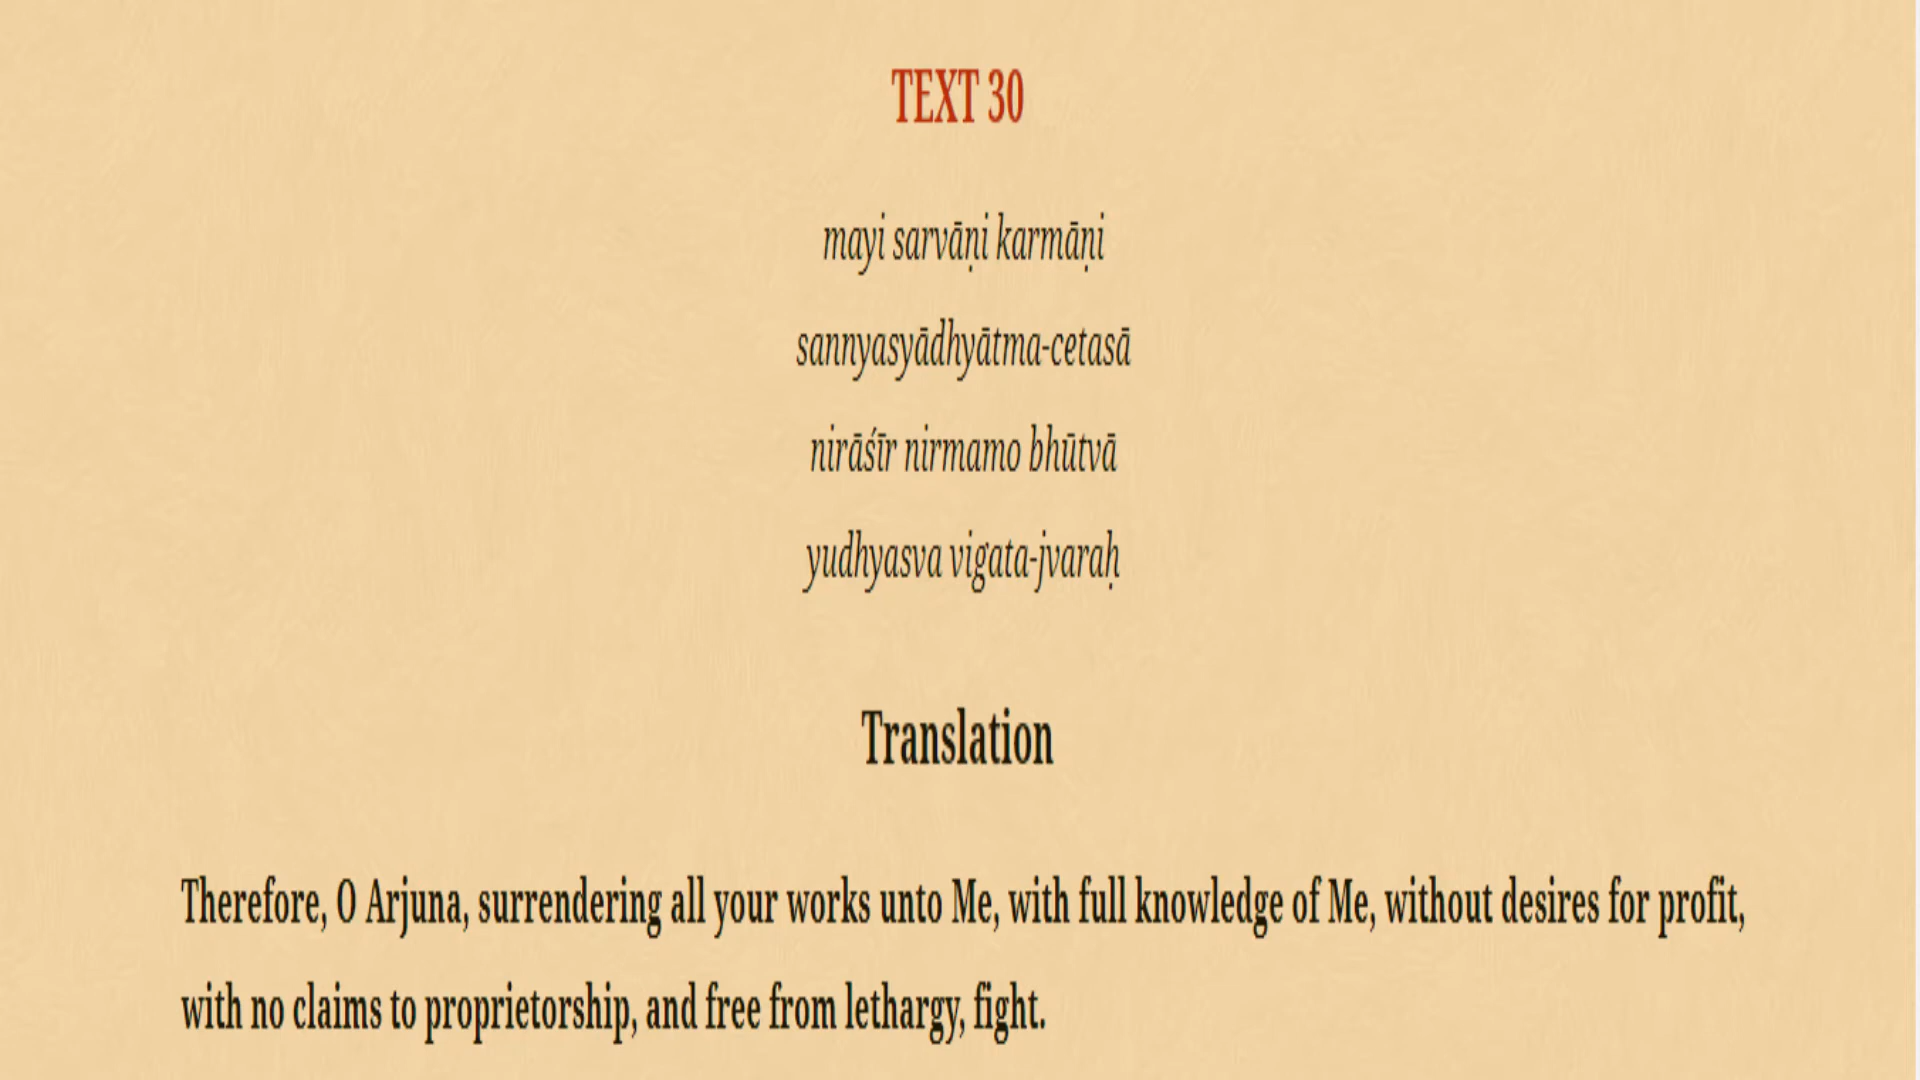 TEXT 30
mayi sarvāṇi karmāṇi
sannyasyādhyātma-cetasā
nirāśīr nirmamo bhūtvā
yudhyasva vigata-jvaraḥ
Translation
Therefore, O Arjuna, surrendering all your works unto Me, with full knowledge of Me, without desires for profit,
with no claims to proprietorship, and free from lethargy, fight.